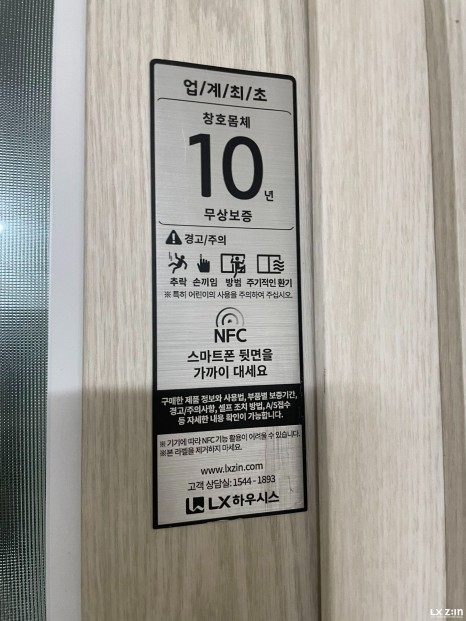 업/계/최/초
창호몸체
10년
무상보증
경고/주의
추락 손끼임 방범 주기적인 환기
※ 특히 어린이의 사용을 주의하여 주십시오.
NFC
스마트폰 뒷면을
가까이 대세요
구매한 제품 정보와 사용법, 부품별 보증기간,
경고/주의사항, 셀프 조치 방법, A/S접수
등 자세한 내용 확인이 가능합니다.
※ 기기에 따라 NFC 기능 활용이 어려울 수 있습니다.
※ 본 라벨을 제거하지 마세요.
www.lxzin.com
고객 상담실: 1544 - 1893
LX하우시스
LX Z:IN